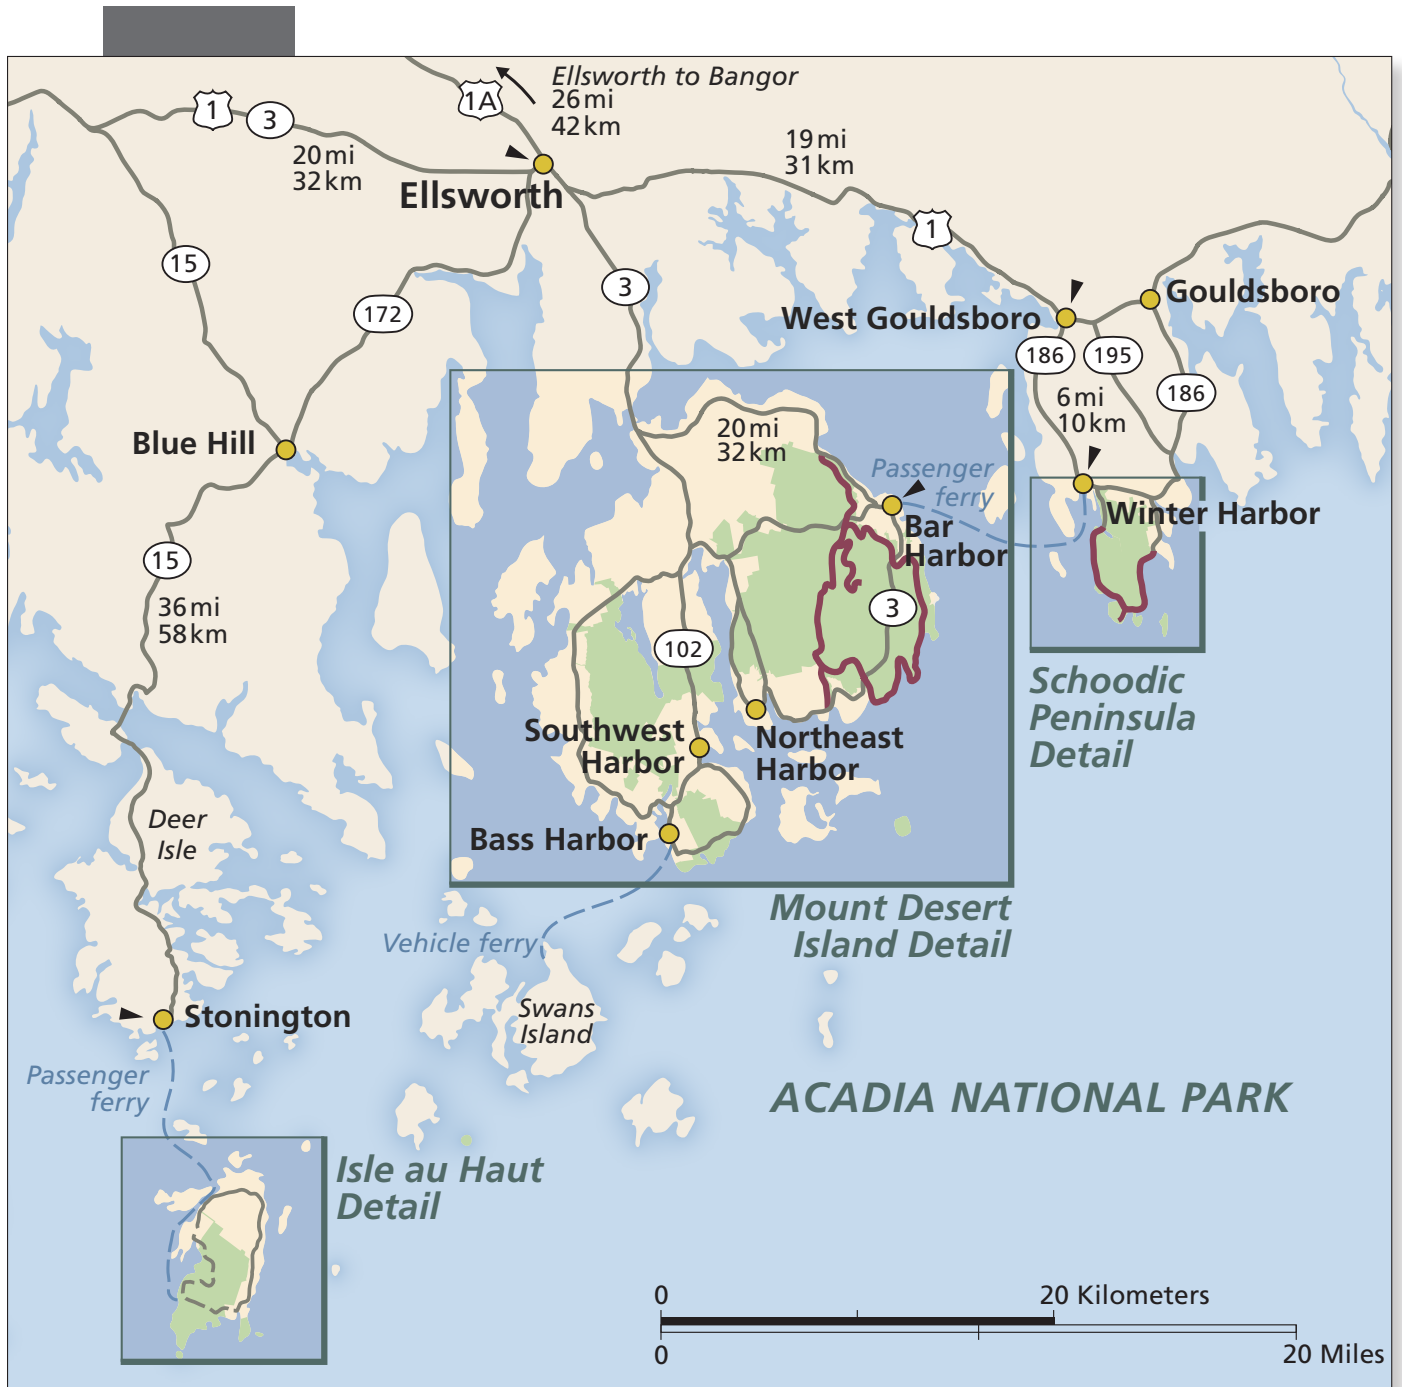 Ellsworth to Bangor
26 mi
42 km
1A
1
3
20 mi
32 km
19 mi
31 km
Ellsworth
1
15
3
172
Gouldsboro
West Gouldsboro
186
195
186
6 mi
10 km
20 mi
32 km
Blue Hill
Passenger
ferry
Winter Harbor
Bar
Harbor
15
36 mi
58 km
3
102
Schoodic
Peninsula
Detail
Southwest
Harbor
Northeast
Harbor
Deer
Isle
Bass Harbor
Mount Desert
Island Detail
Vehicle ferry
Swans
Island
Stonington
Passenger
ferry
ACADIA NATIONAL PARK
Isle au Haut
Detail
0
20 Kilometers
0
20 Miles